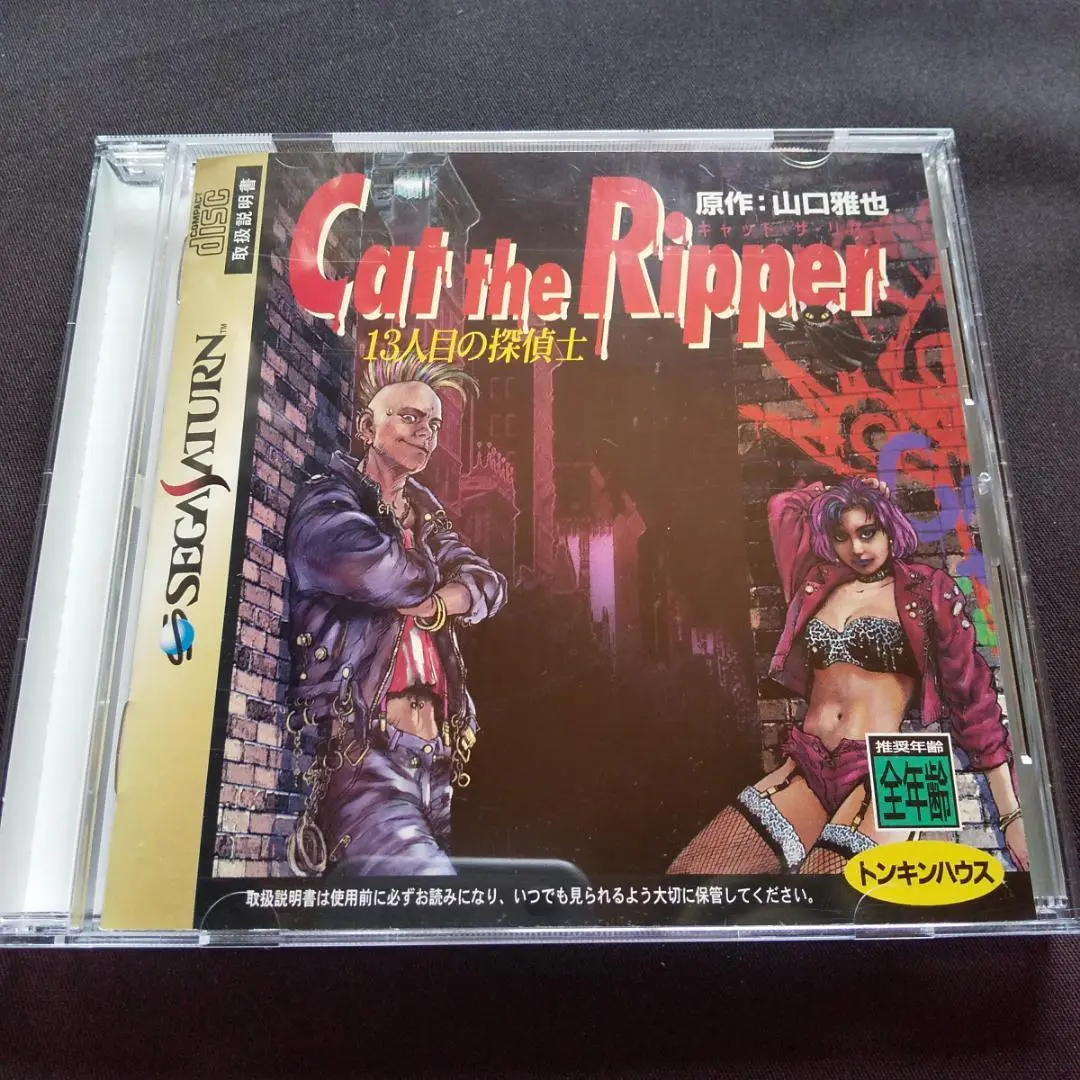 COMPACT
disc
取扱説明書
SEGA SATURN™
原作：山口雅也
キャット・ザ・リッパー
Cat the Ripper
13人目の探偵士
推奨年齢
全年齢
トンキンハウス
取扱説明書は使用前に必ずお読みになり、いつでも見られるよう大切に保管してください。